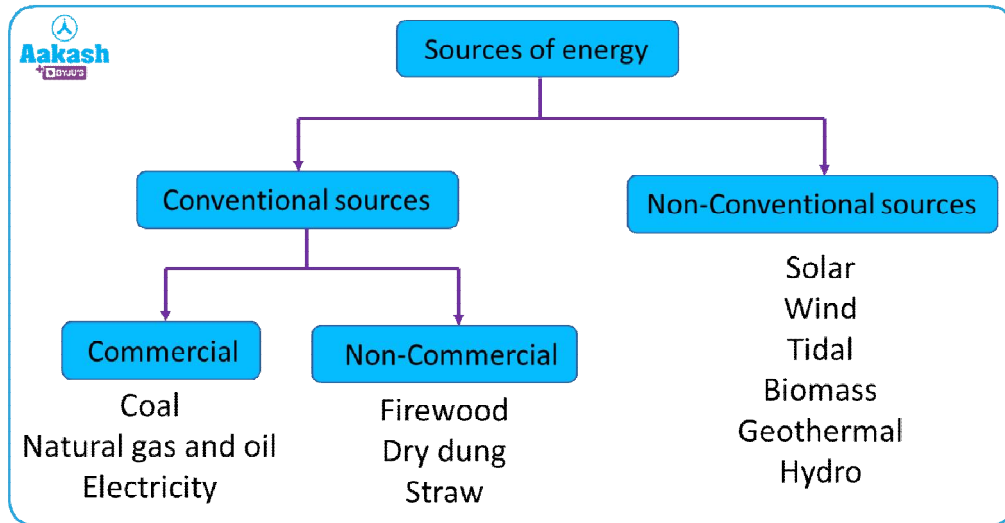 Aakash
+BYJU'S
Sources of energy
Conventional sources
Non-Conventional sources
Commercial
Coal
Natural gas and oil
Electricity
Non-Commercial
Firewood
Dry dung
Straw
Solar
Wind
Tidal
Biomass
Geothermal
Hydro